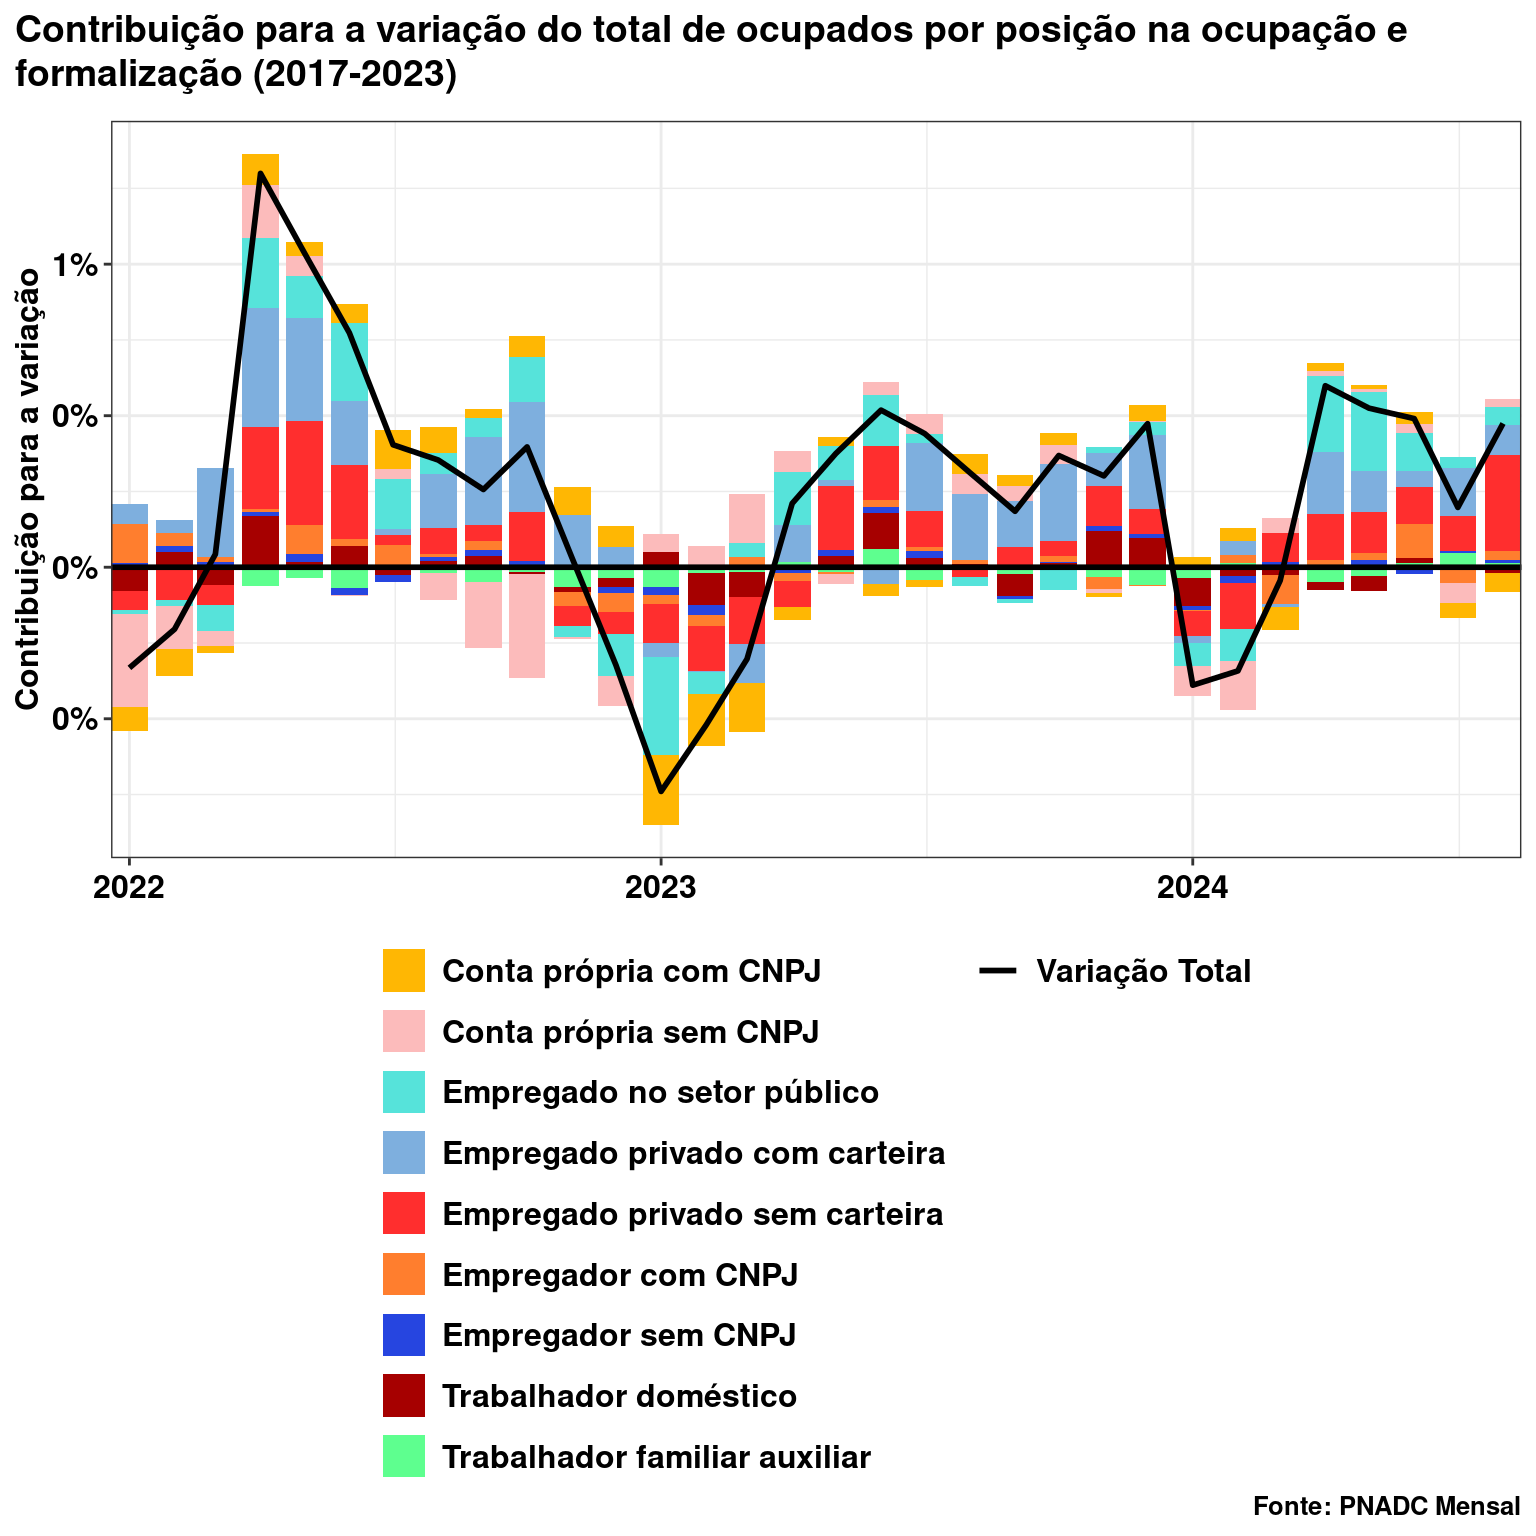 Contribuição para a variação do total de ocupados por posição na ocupação e
formalização (2017-2023)
Contribuição para a variação
1%
0%
0%
0%
2022
2023
2024
Conta própria com CNPJ
Conta própria sem CNPJ
Empregado no setor público
Empregado privado com carteira
Empregado privado sem carteira
Empregador com CNPJ
Empregador sem CNPJ
Trabalhador doméstico
Trabalhador familiar auxiliar
Variação Total
Fonte: PNADC Mensal